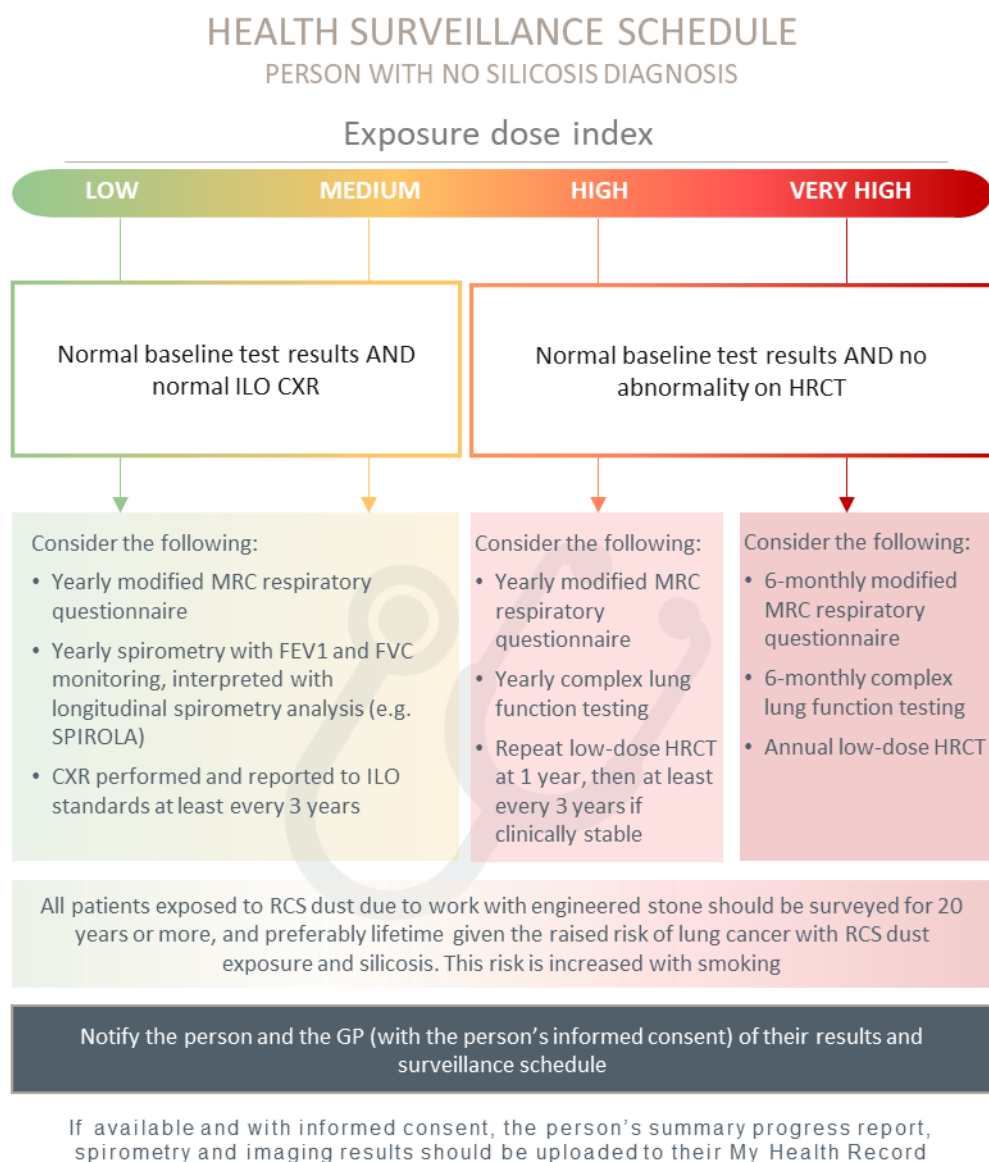 HEALTH SURVEILLANCE SCHEDULE
PERSON WITH NO SILICOSIS DIAGNOSIS
Exposure dose index
LOW
MEDIUM
HIGH
VERY HIGH
Normal baseline test results AND
normal ILO CXR
Normal baseline test results AND no
abnormality on HRCT
Consider the following:
• Yearly modified MRC respiratory
questionnaire
• Yearly spirometry with FEV1 and FVC
monitoring, interpreted with
longitudinal spirometry analysis (e.g.
SPIROLA)
• CXR performed and reported to ILO
standards at least every 3 years
Consider the following:
• Yearly modified MRC
respiratory
questionnaire
• Yearly complex lung
function testing
• Repeat low-dose HRCT
at 1 year, then at least
every 3 years if
clinically stable
Consider the following:
• 6-monthly modified
MRC respiratory
questionnaire
• 6-monthly complex
lung function testing
• Annual low-dose HRCT
All patients exposed to RCS dust due to work with engineered stone should be surveyed for 20
years or more, and preferably lifetime given the raised risk of lung cancer with RCS dust
exposure and silicosis. This risk is increased with smoking
Notify the person and the GP (with the person's informed consent) of their results and
surveillance schedule
If available and with informed consent, the person's summary progress report,
spirometry and imaging results should be uploaded to their My Health Record